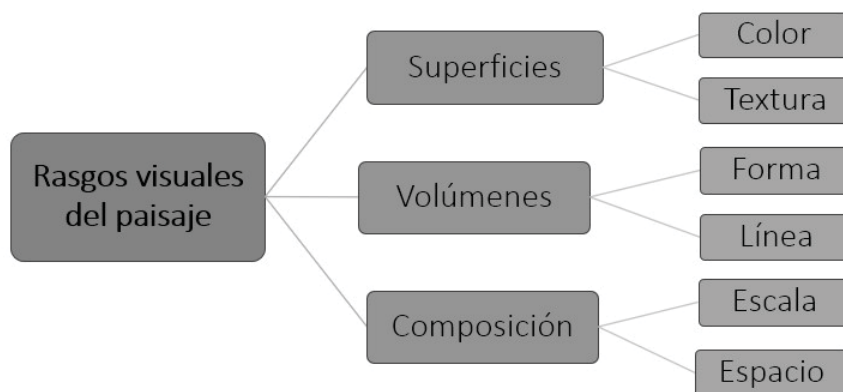 Rasgos visuales
del paisaje
Superficies
Color
Textura
Volúmenes
Forma
Línea
Composición
Escala
Espacio